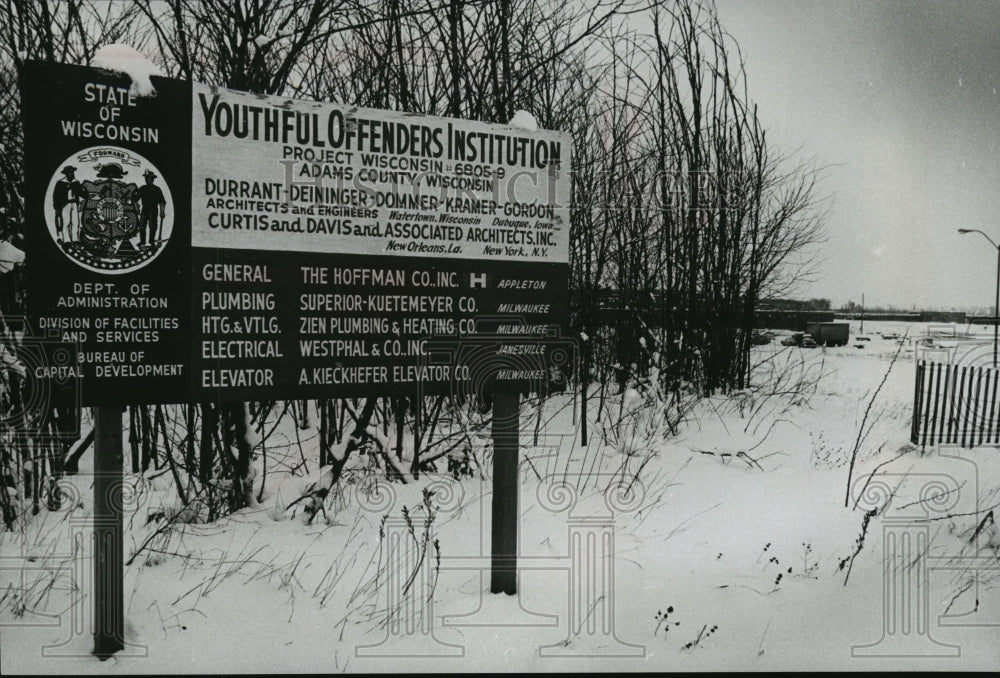 STATE
OF
WISCONSIN
FORWARD
DEPT. OF
ADMINISTRATION
DIVISION OF FACILITIES
AND SERVICES
BUREAU OF
CAPITAL DEVELOPMENT
YOUTHFUL OFFENDERS INSTITUTION
PROJECT WISCONSIN #6805-9
ADAMS COUNTY, WISCONSIN
DURRANT-DEININGER-DOMMER-KRAMER-GORDON
ARCHITECTS AND ENGINEERS Watertown, Wisconsin Dubuque, Iowa
CURTIS AND DAVIS AND ASSOCIATED ARCHITECTS, INC.
New Orleans, La. New York, N.Y.
GENERAL THE HOFFMAN CO., INC. H APPLETON
PLUMBING SUPERIOR-KUETEMEYER CO. MILWAUKEE
HTG. & VTLG. ZIEN PLUMBING & HEATING CO. MILWAUKEE
ELECTRICAL WESTPHAL & CO., INC. JANESVILLE
ELEVATOR A. KIECKHEFER ELEVATOR CO. MILWAUKEE